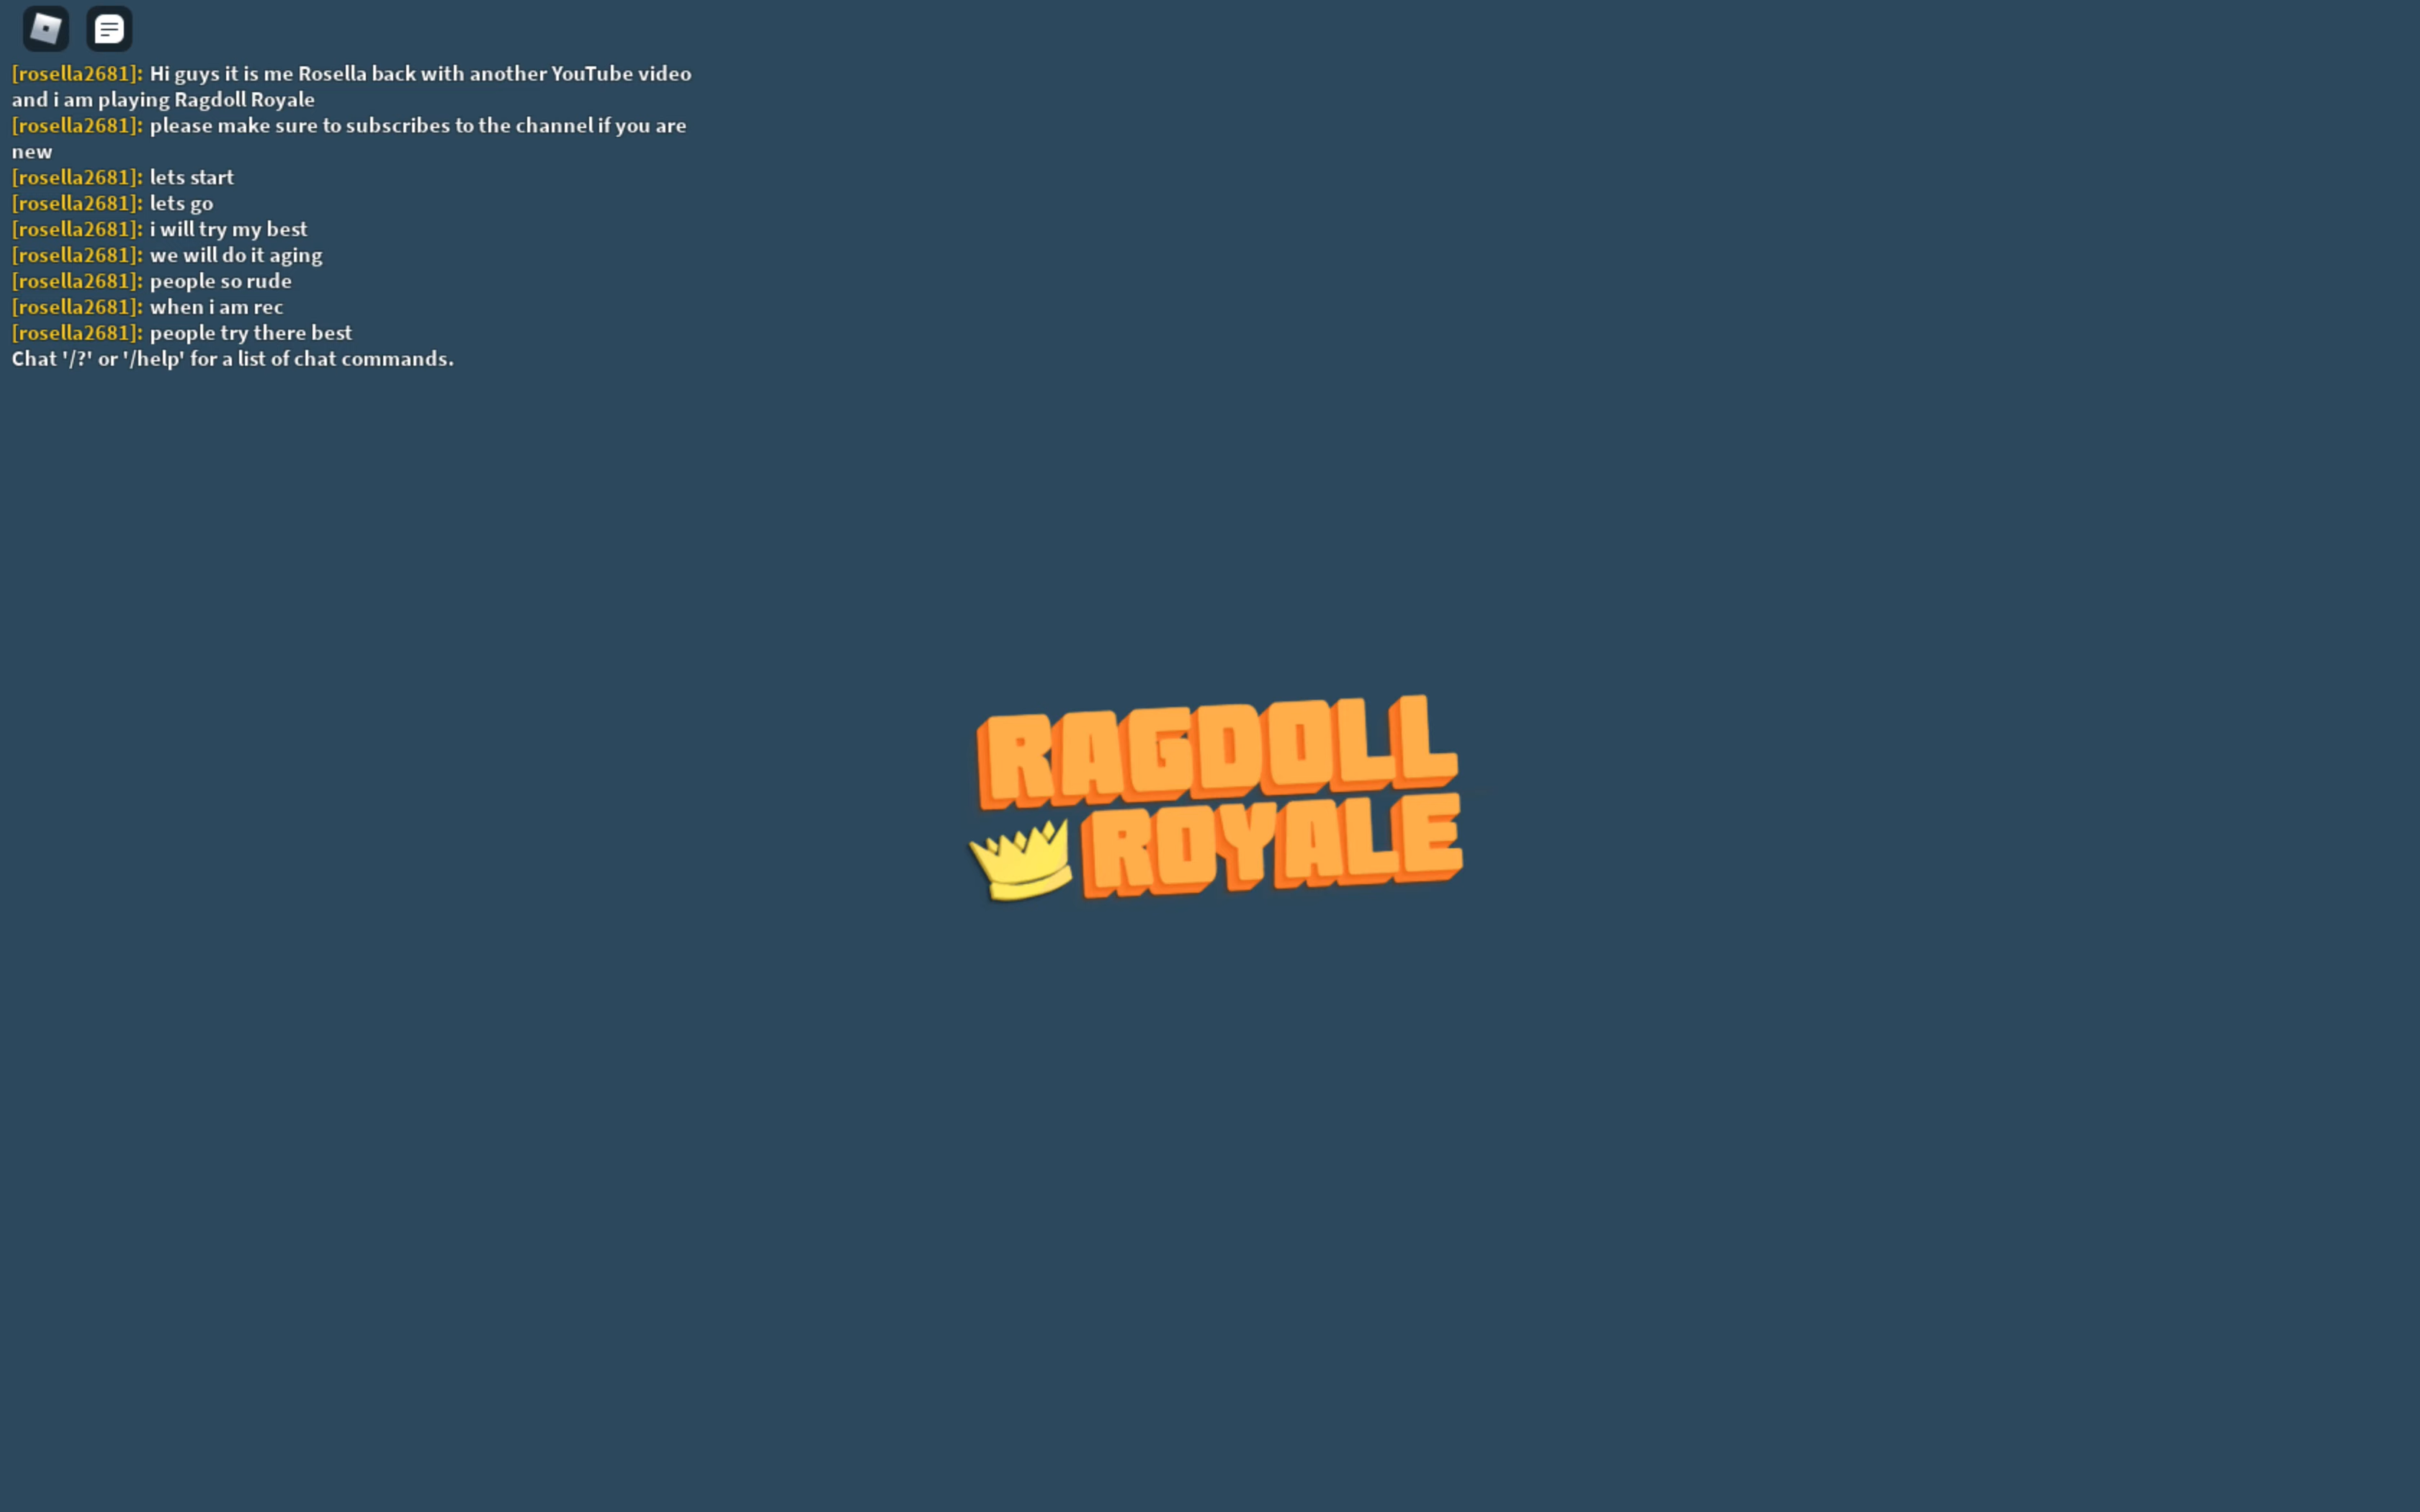 [rosella2681]: Hi guys it is me Rosella back with another YouTube video
and i am playing Ragdoll Royale
[rosella2681]: please make sure to subscribes to the channel if you are
new
[rosella2681]: lets start
[rosella2681]: lets go
[rosella2681]: i will try my best
[rosella2681]: we will do it aging
[rosella2681]: people so rude
[rosella2681]: when i am rec
[rosella2681]: people try there best
Chat '/?' or '/help' for a list of chat commands.
RAGDOLL
ROYALE